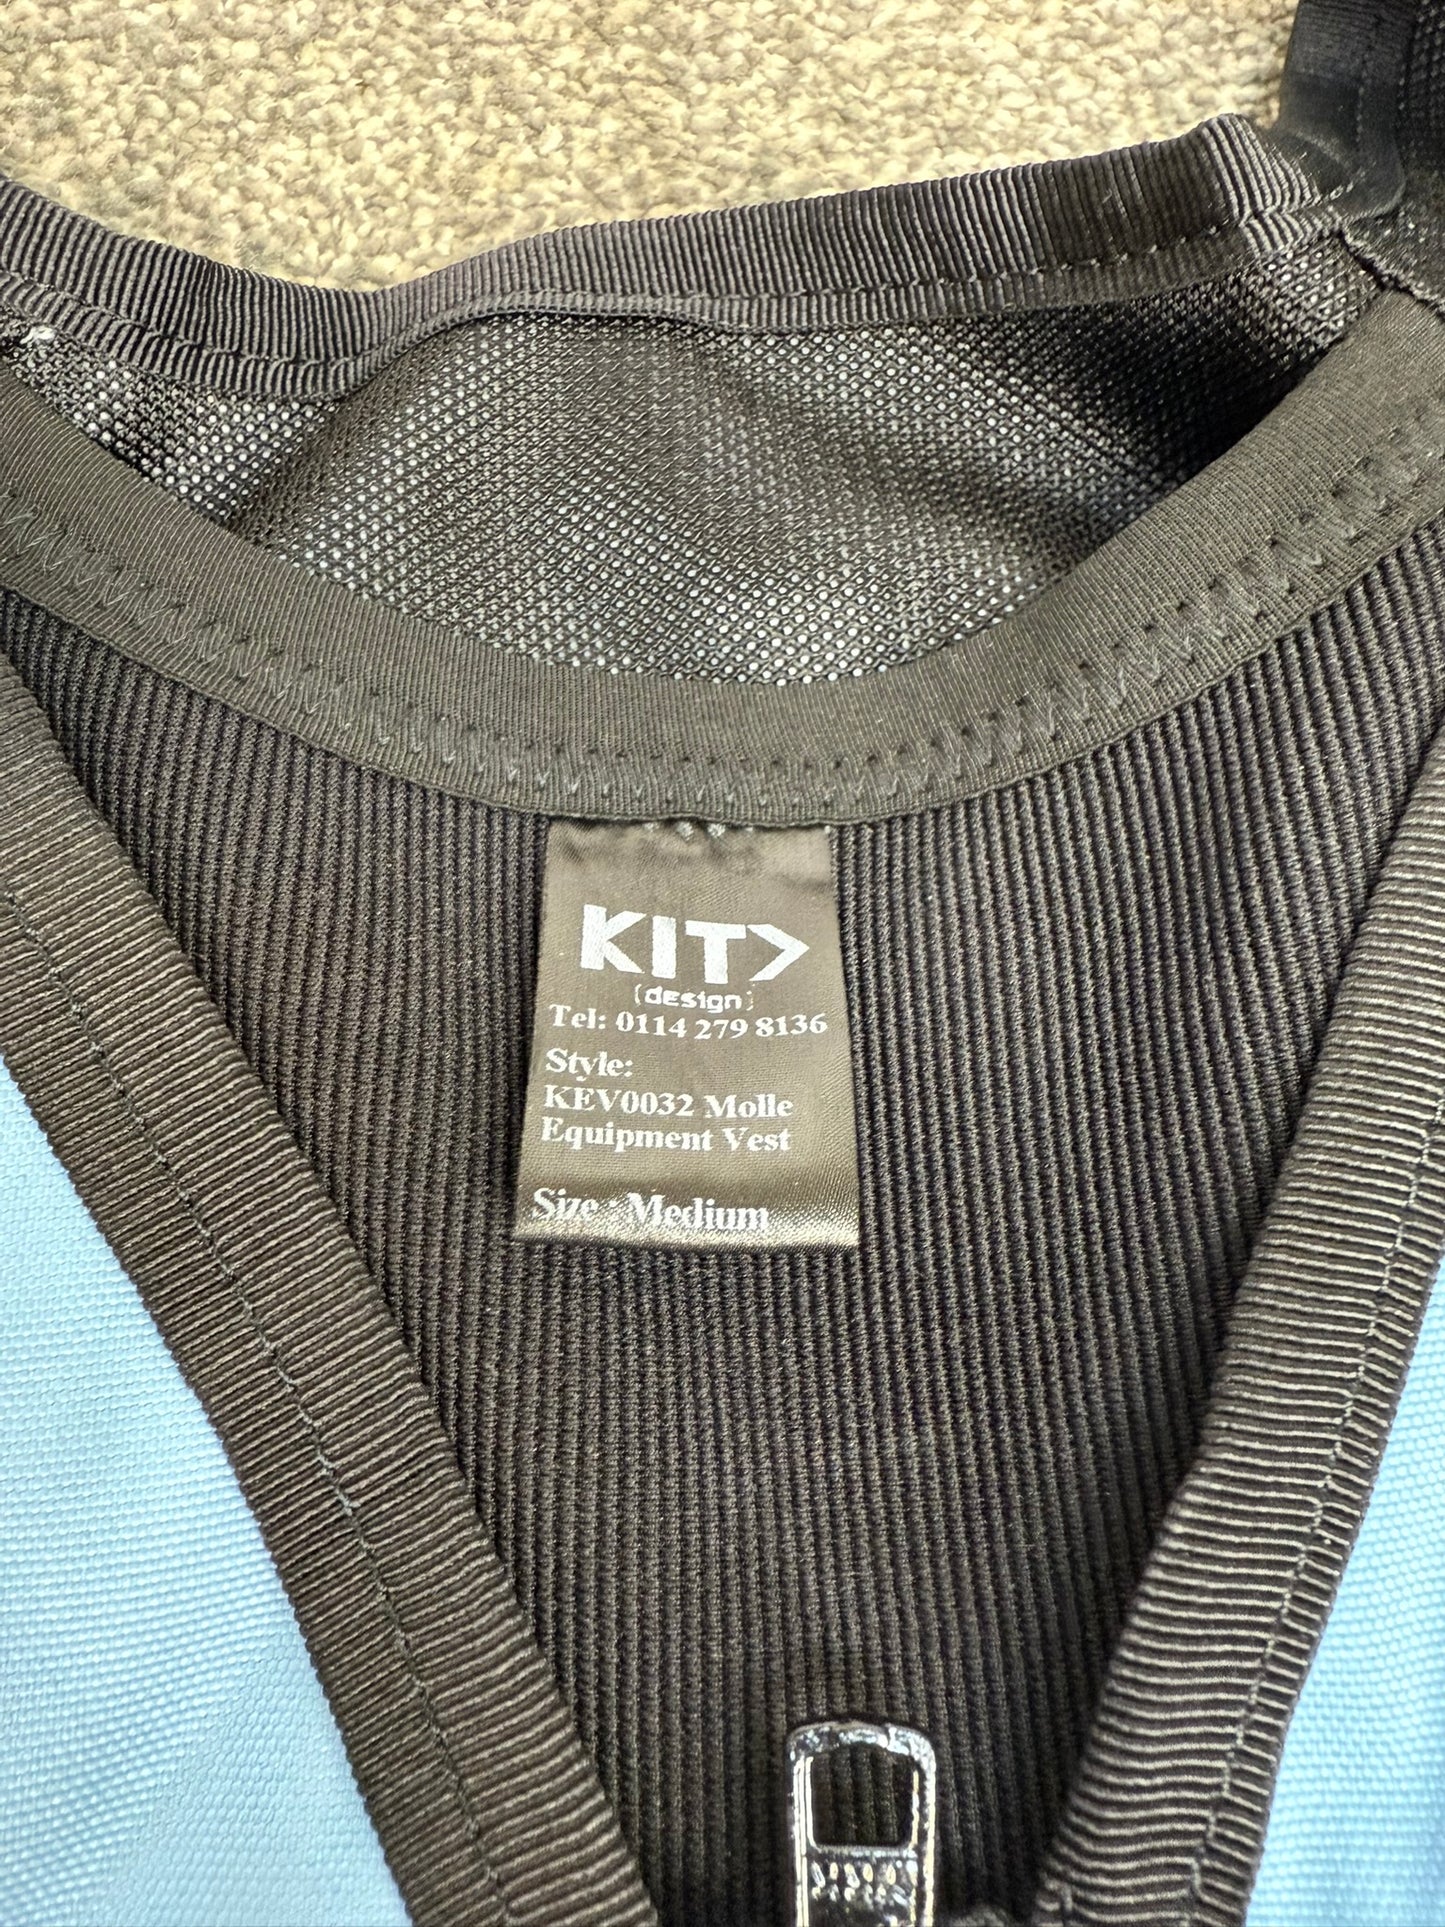 KIT>
[design]
Tel: 0114 279 8136
Style:
KEV0032 Molle
Equipment Vest
Size : Medium